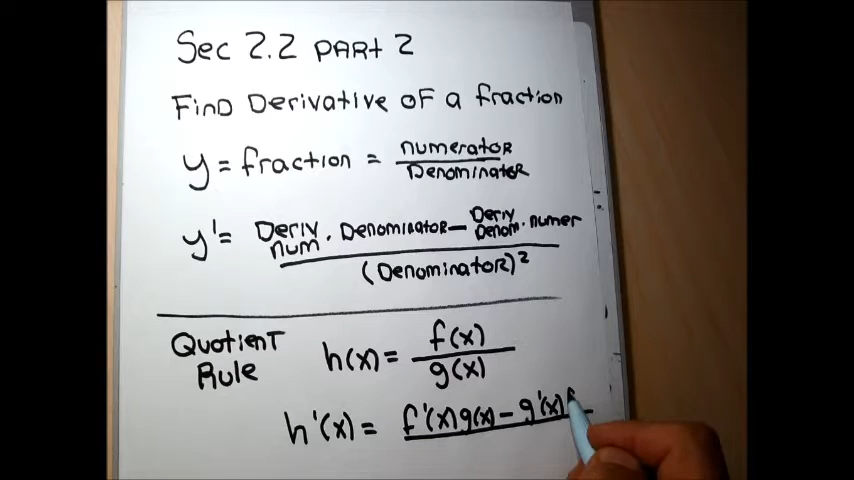 Sec 2.2 PARt 2
FinD Derivative oF a fraction
y = fraction = numerator / Denominator
y' = Deriv num . Denominator - Deriv Denom . numer / (Denominator)²
Quotient Rule
h(x) = f(x) / g(x)
h'(x) = f'(x)g(x) - g'(x)